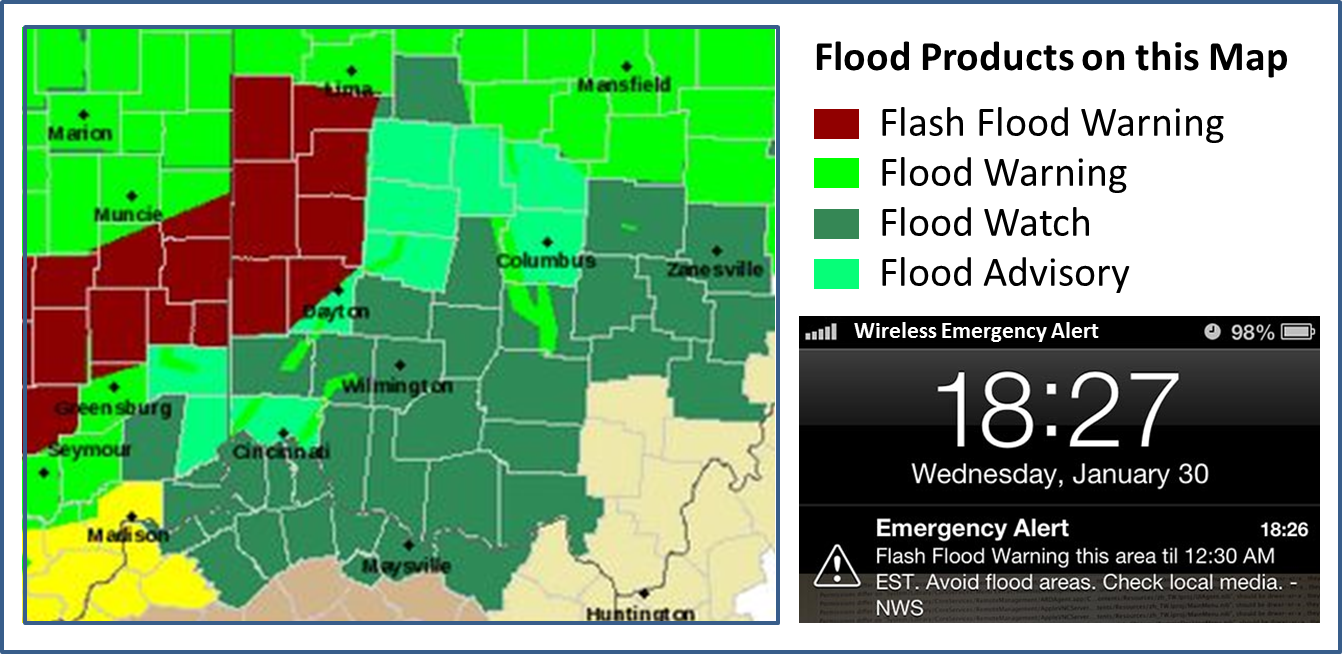 Lima
Mansfield
Marion
Muncie
Columbus
Zanesville
Dayton
Wilmington
Greensburg
Cincinnati
Seymour
Madison
Maysville
Huntington
Flood Products on this Map
Flash Flood Warning
Flood Warning
Flood Watch
Flood Advisory
Wireless Emergency Alert 98%
18:27
Wednesday, January 30
Emergency Alert 18:26
Flash Flood Warning this area til 12:30 AM
EST. Avoid flood areas. Check local media. -
NWS